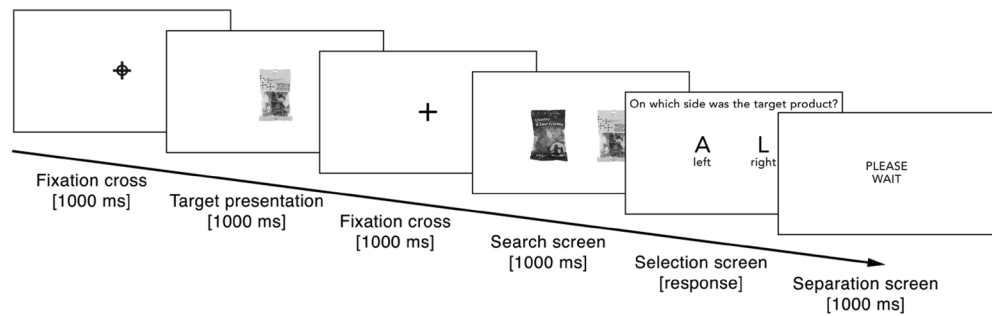 On which side was the target product?
A L
left right
PLEASE
WAIT
Fixation cross
[1000 ms]
Target presentation
[1000 ms]
Fixation cross
[1000 ms]
Search screen
[1000 ms]
Selection screen
[response]
Separation screen
[1000 ms]